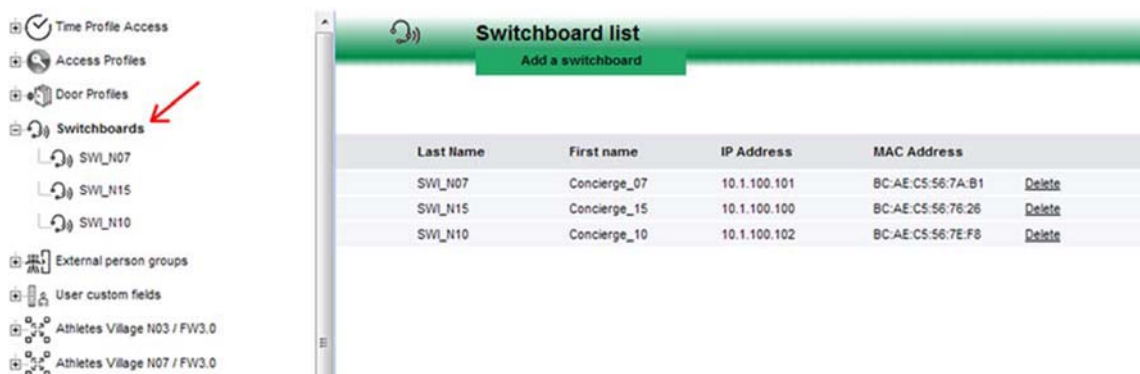 Time Profile Access
Access Profiles
Door Profiles
Switchboards
SWI_N07
SWI_N15
SWI_N10
External person groups
User custom fields
Athletes Village N03 / FW3.0
Athletes Village N07 / FW3.0
Switchboard list
Add a switchboard
Last Name First name IP Address MAC Address
SWI_N07 Concierge_07 10.1.100.101 BC:AE:C5:56:7A:B1 Delete
SWI_N15 Concierge_15 10.1.100.100 BC:AE:C5:56:76:26 Delete
SWI_N10 Concierge_10 10.1.100.102 BC:AE:C5:56:7E:F8 Delete